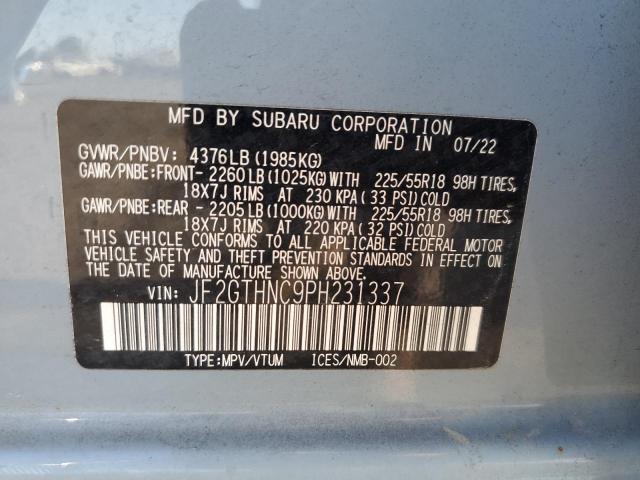 MFD BY SUBARU CORPORATION
MFD IN 07/22
GVWR/PNBV: 4376LB(1985KG)
GAWR/PNBE:FRONT- 2260LB(1025KG)WITH 225/55R18 98H TIRES,
18X7J RIMS AT 230 KPA(33 PSI)COLD
GAWR/PNBE:REAR - 2205LB(1000KG)WITH 225/55R18 98H TIRES,
18X7J RIMS AT 220 KPA(32 PSI)COLD
THIS VEHICLE CONFORMS TO ALL APPLICABLE FEDERAL MOTOR
VEHICLE SAFETY AND THEFT PREVENTION STANDARDS IN EFFECT
ON THE DATE OF MANUFACTURE SHOWN ABOVE.
VIN: JF2GTHNC9PH231337
TYPE:MPV/VTUM ICES/NMB-002